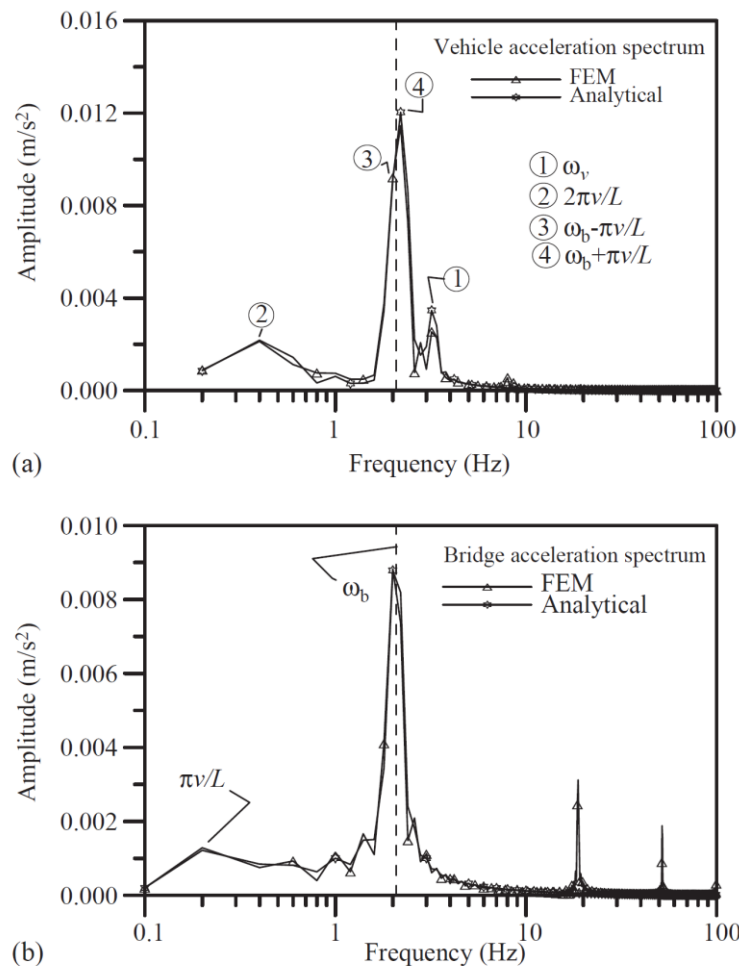 0.016
0.012
0.008
0.004
0.000
Amplitude (m/s²)
Vehicle acceleration spectrum
FEM
Analytical
④
③
①
②
① ωv
② 2πv/L
③ ωb-πv/L
④ ωb+πv/L
0.1 1 10 100
Frequency (Hz)
(a)
0.010
0.008
0.006
0.004
0.002
0.000
Amplitude (m/s²)
Bridge acceleration spectrum
FEM
Analytical
ωb
πv/L
0.1 1 10 100
Frequency (Hz)
(b)